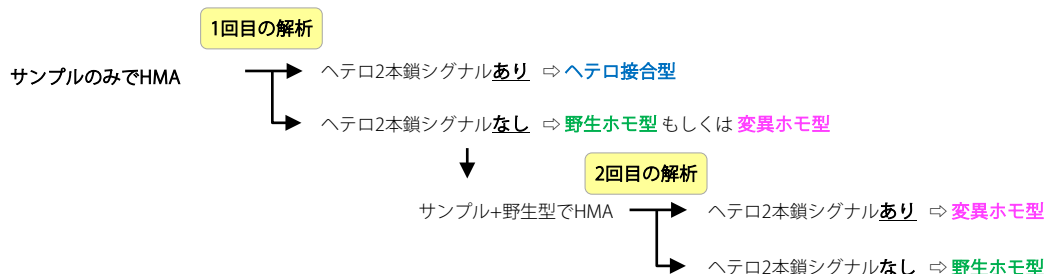 1回目の解析
サンプルのみでHMA
ヘテロ2本鎖シグナルあり ⇨ ヘテロ接合型
ヘテロ2本鎖シグナルなし ⇨ 野生ホモ型 もしくは 変異ホモ型
2回目の解析
サンプル+野生型でHMA
ヘテロ2本鎖シグナルあり ⇨ 変異ホモ型
ヘテロ2本鎖シグナルなし ⇨ 野生ホモ型